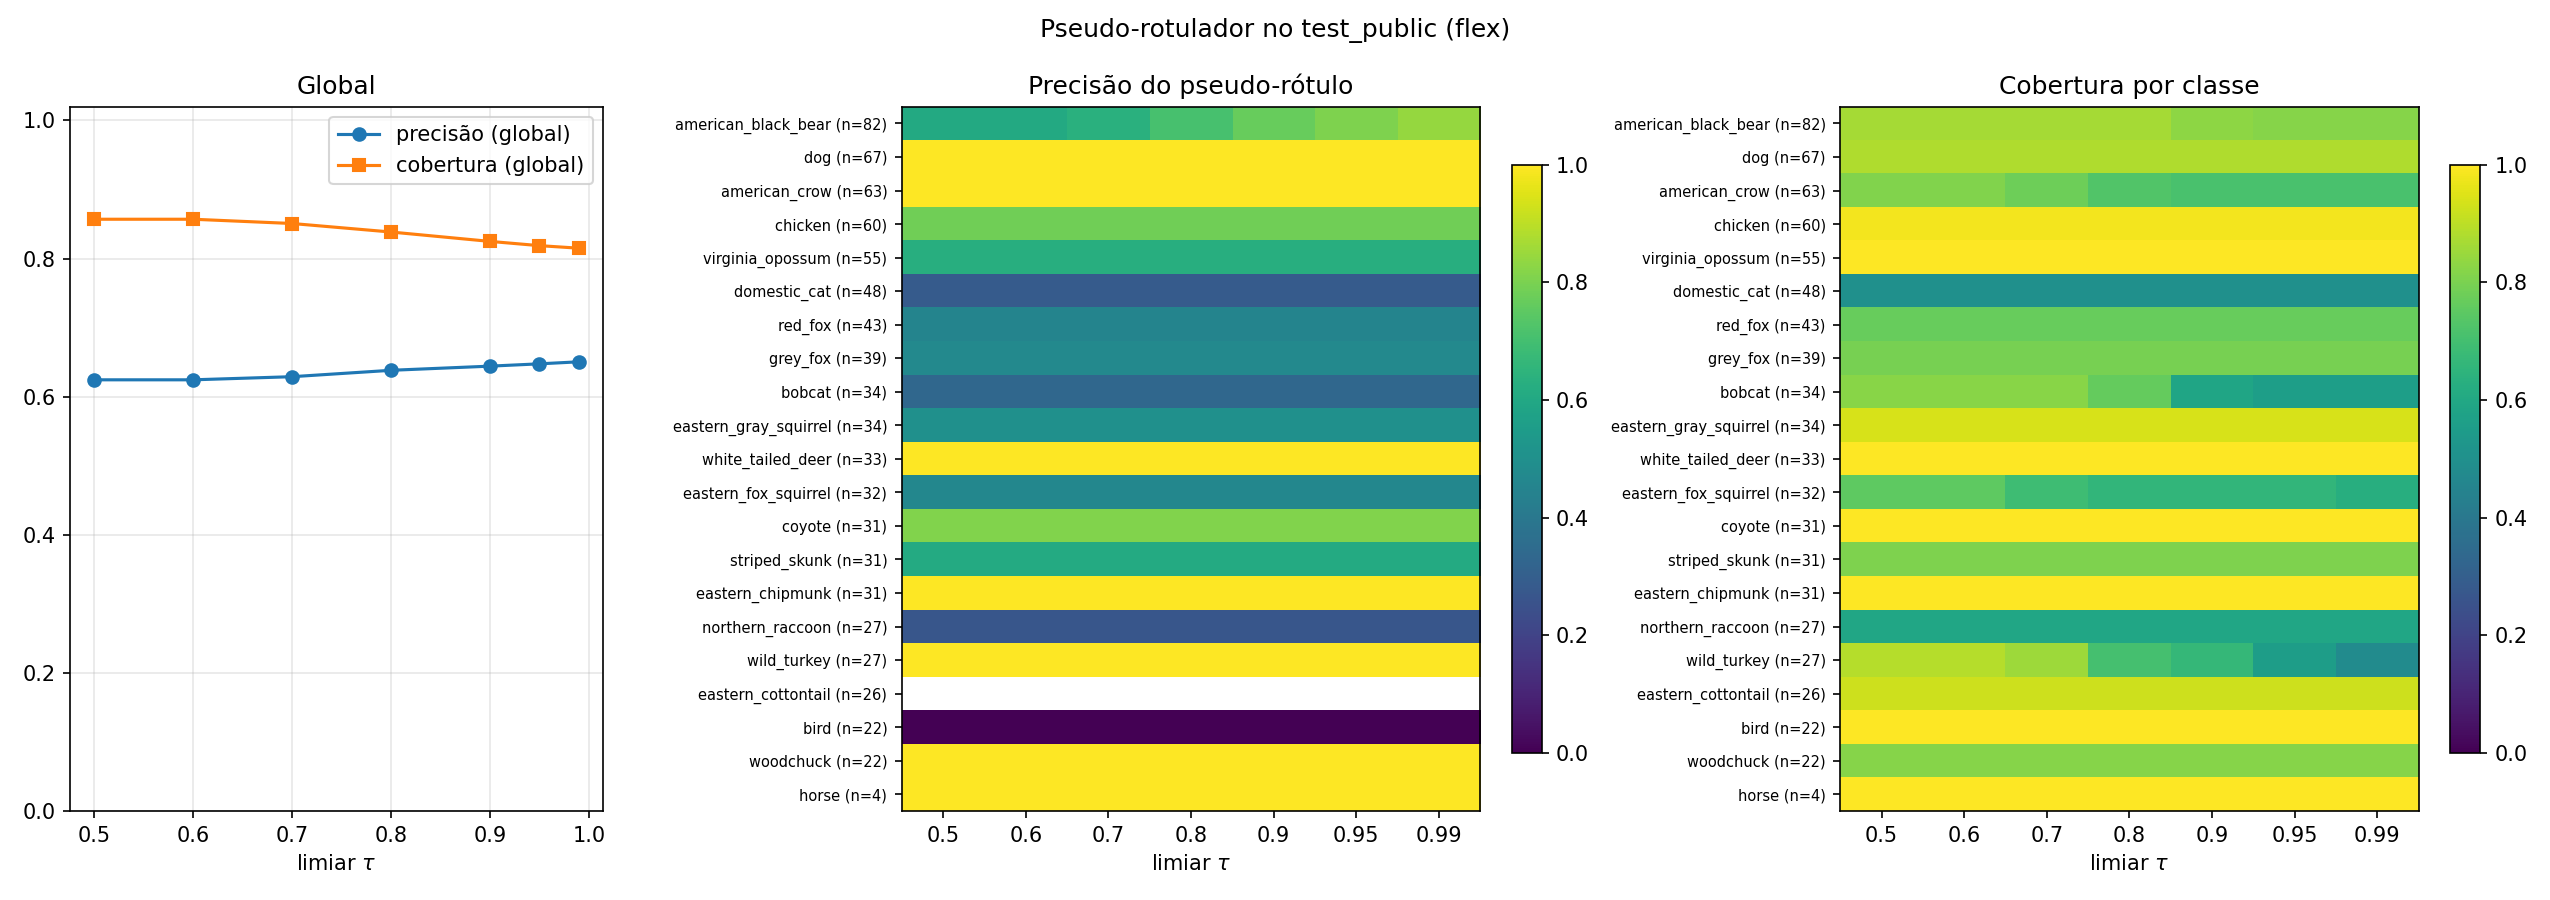 Pseudo-rotulador no test_public (flex)
Global
1.0
0.8
0.6
0.4
0.2
0.0
precisão (global)
cobertura (global)
0.5 0.6 0.7 0.8 0.9 1.0
limiar τ
Precisão do pseudo-rótulo
american_black_bear (n=82)
dog (n=67)
american_crow (n=63)
chicken (n=60)
virginia_opossum (n=55)
domestic_cat (n=48)
red_fox (n=43)
grey_fox (n=39)
bobcat (n=34)
eastern_gray_squirrel (n=34)
white_tailed_deer (n=33)
eastern_fox_squirrel (n=32)
coyote (n=31)
striped_skunk (n=31)
eastern_chipmunk (n=31)
northern_raccoon (n=27)
wild_turkey (n=27)
eastern_cottontail (n=26)
bird (n=22)
woodchuck (n=22)
horse (n=4)
0.5 0.6 0.7 0.8 0.9 0.95 0.99
limiar τ
1.0
0.8
0.6
0.4
0.2
0.0
Cobertura por classe
american_black_bear (n=82)
dog (n=67)
american_crow (n=63)
chicken (n=60)
virginia_opossum (n=55)
domestic_cat (n=48)
red_fox (n=43)
grey_fox (n=39)
bobcat (n=34)
eastern_gray_squirrel (n=34)
white_tailed_deer (n=33)
eastern_fox_squirrel (n=32)
coyote (n=31)
striped_skunk (n=31)
eastern_chipmunk (n=31)
northern_raccoon (n=27)
wild_turkey (n=27)
eastern_cottontail (n=26)
bird (n=22)
woodchuck (n=22)
horse (n=4)
0.5 0.6 0.7 0.8 0.9 0.95 0.99
limiar τ
1.0
0.8
0.6
0.4
0.2
0.0